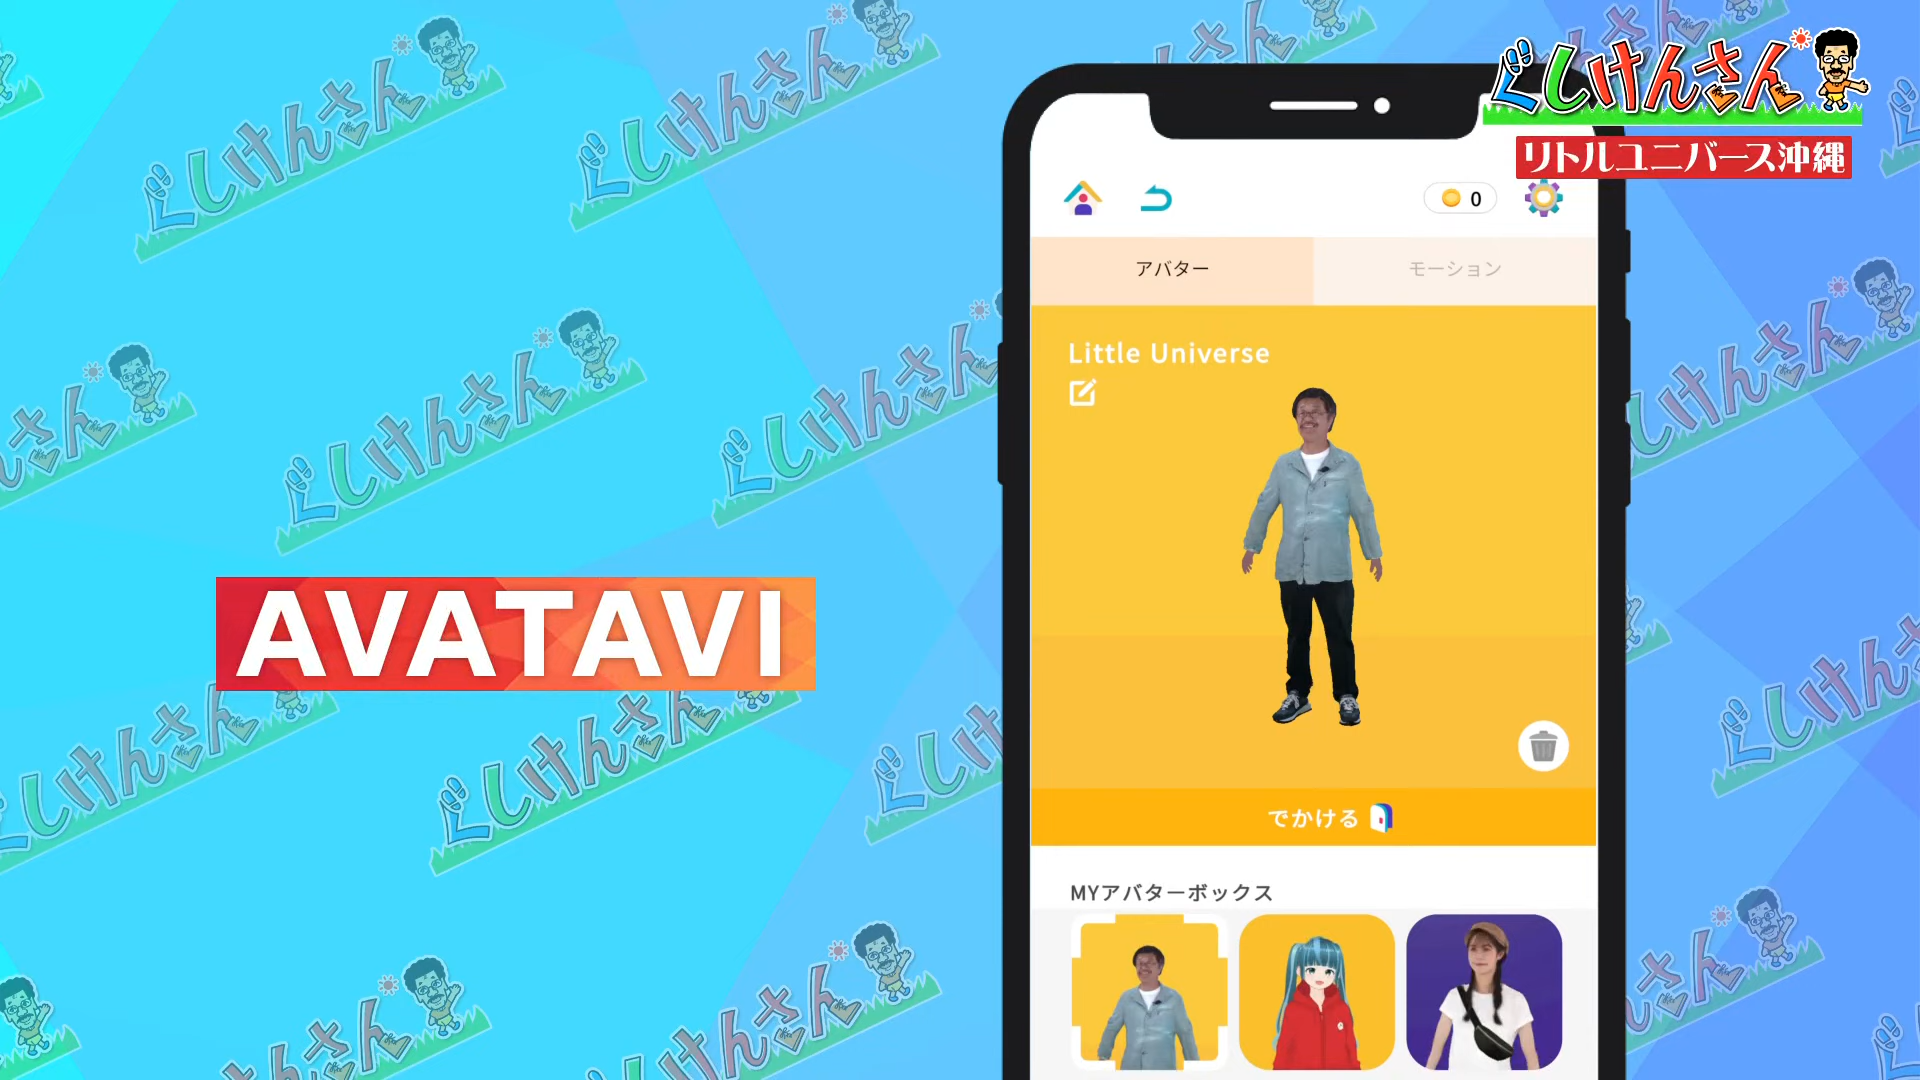 ぐしけんさん
リトルユニバース沖縄
0
アバター
モーション
Little Universe
AVATAVI
でかける
MYアバターボックス